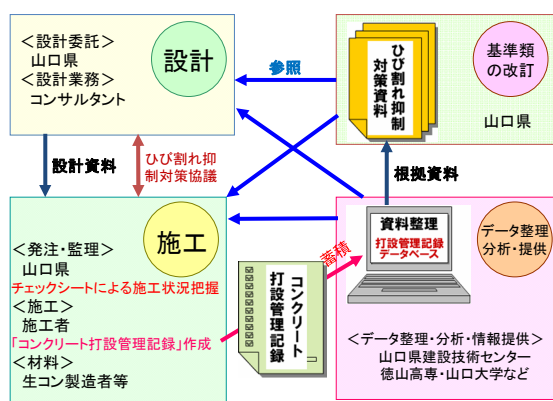 ＜設計委託＞
山口県
＜設計業務＞
コンサルタント
設計
参照
ひび割れ抑制
対策資料
基準類
の改訂
山口県
設計資料
ひび割れ抑
制対策協議
根拠資料
＜発注・監理＞
山口県
チェックシートによる施工状況把握
＜施工＞
施工者
「コンクリート打設管理記録」作成
＜材料＞
生コン製造者等
施工
コンクリート
打設管理記録
蓄積
資料整理
打設管理記録
データベース
データ整理
分析・提供
＜データ整理・分析・情報提供＞
山口県建設技術センター
徳山高専・山口大学など